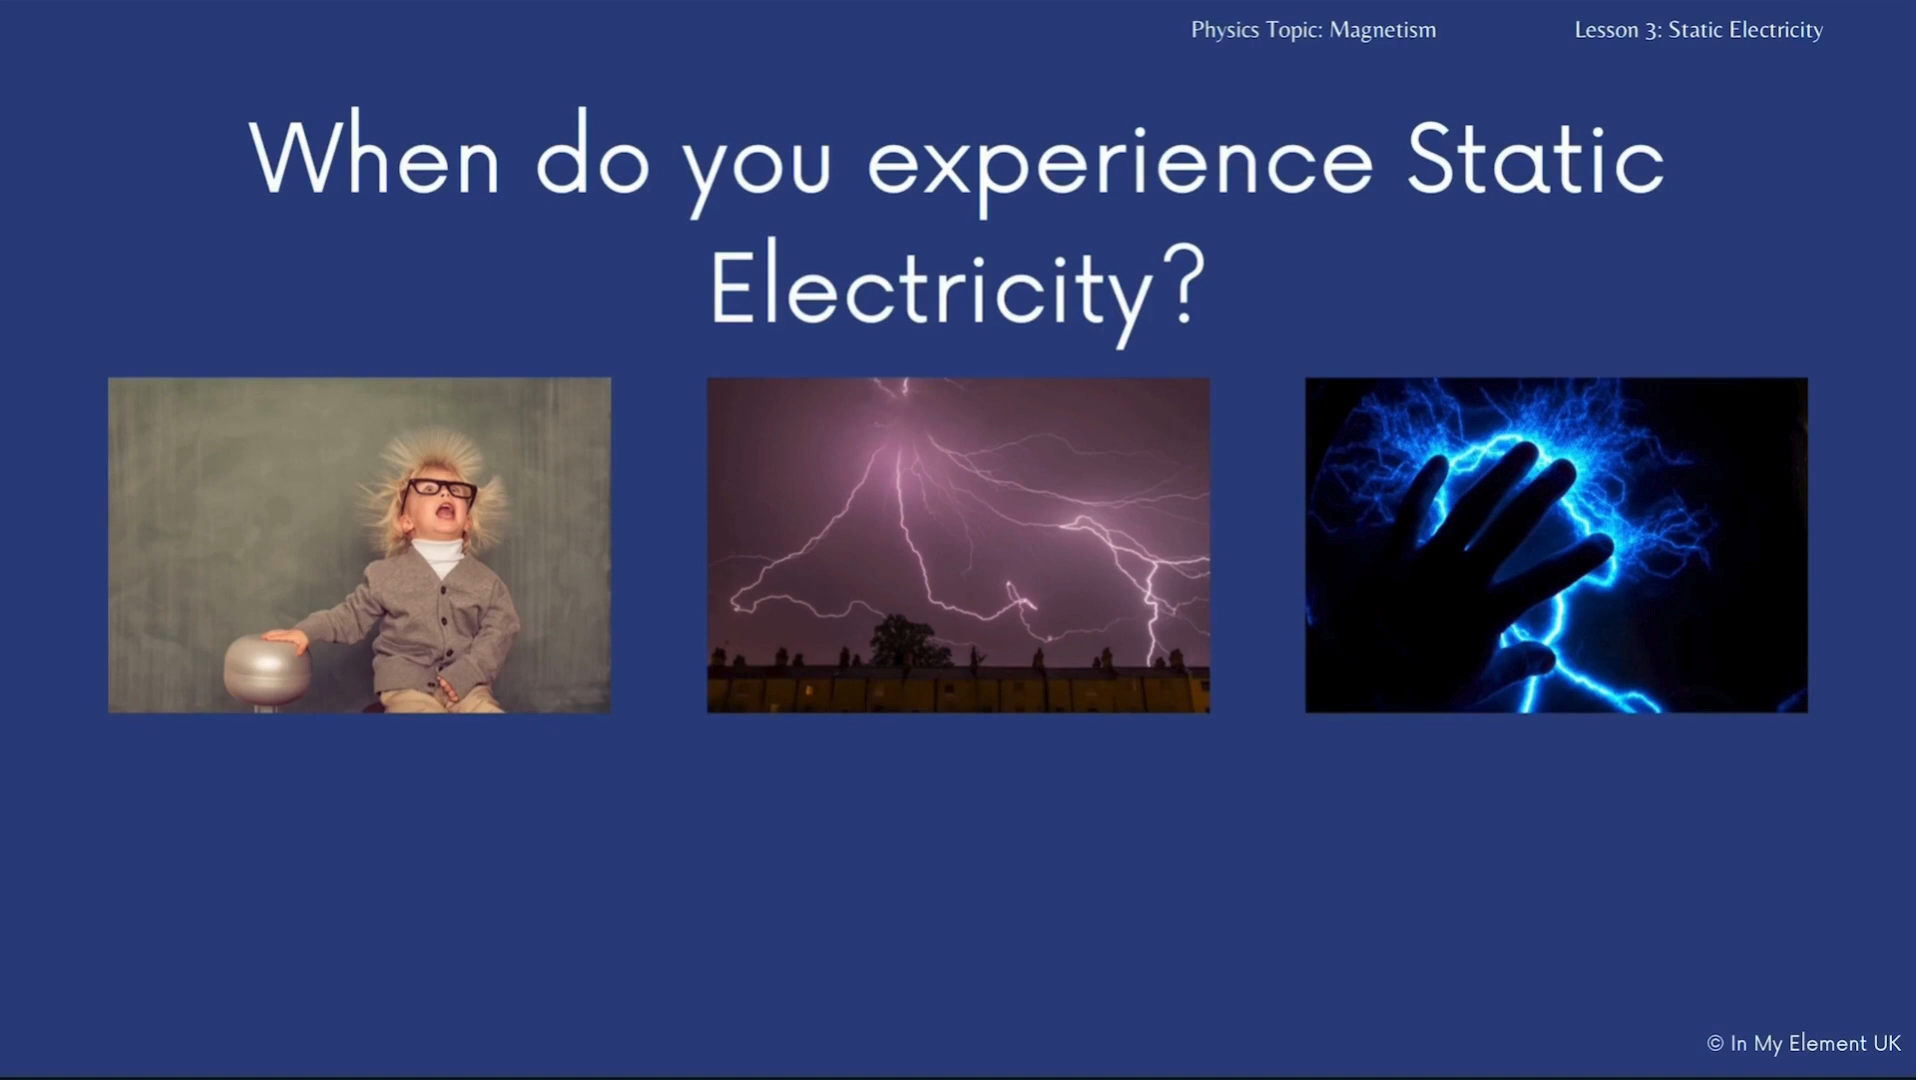 Physics Topic: Magnetism
Lesson 3: Static Electricity
When do you experience Static
Electricity?
© In My Element UK